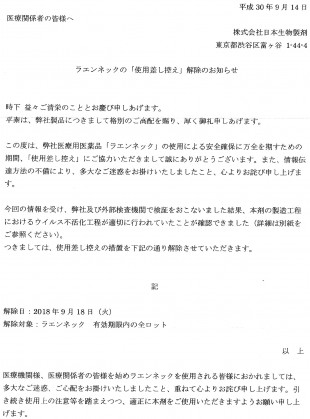 平成 30 年 9 月 14 日
医療関係者の皆様へ
株式会社日本生物製剤
東京都渋谷区富ヶ谷 1-44-4
ラエンネックの「使用差し控え」解除のお知らせ
時下 益々ご清栄のこととお慶び申しあげます。
平素は、弊社製品につきまして格別のご高配を賜り、厚く御礼申しあげます。
この度は、弊社医療用医薬品「ラエンネック」の使用による安全確保に万全を期すための
期間、「使用差し控え」にご協力いただきまして誠にありがとうございます。また、情報伝
達方法の不備により、多大なご迷惑をお掛けいたしましたこと、心よりお詫び申し上げま
す。
今回の情報を受け、弊社及び外部検査機関で検証をおこないました結果、本剤の製造工程
におけるウイルス不活化工程が適切に行われていたことが確認できました（詳細は別紙を
ご参照ください）。
つきましては、使用差し控えの措置を下記の通り解除させていただきます。
記
解除日：2018 年 9 月 18 日（火）
解除対象：ラエンネック 有効期限内の全ロット
以 上
医療機関様、医療関係者の皆様を始めラエンネックを使用される皆様におかれましては、
多大なご迷惑、ご心配をお掛けいたしましたこと、重ねて心よりお詫び申し上げます。引
き続き使用上の注意等を踏まえつつ、適正に本剤をご使用いただきますようお願い申し上
げます。